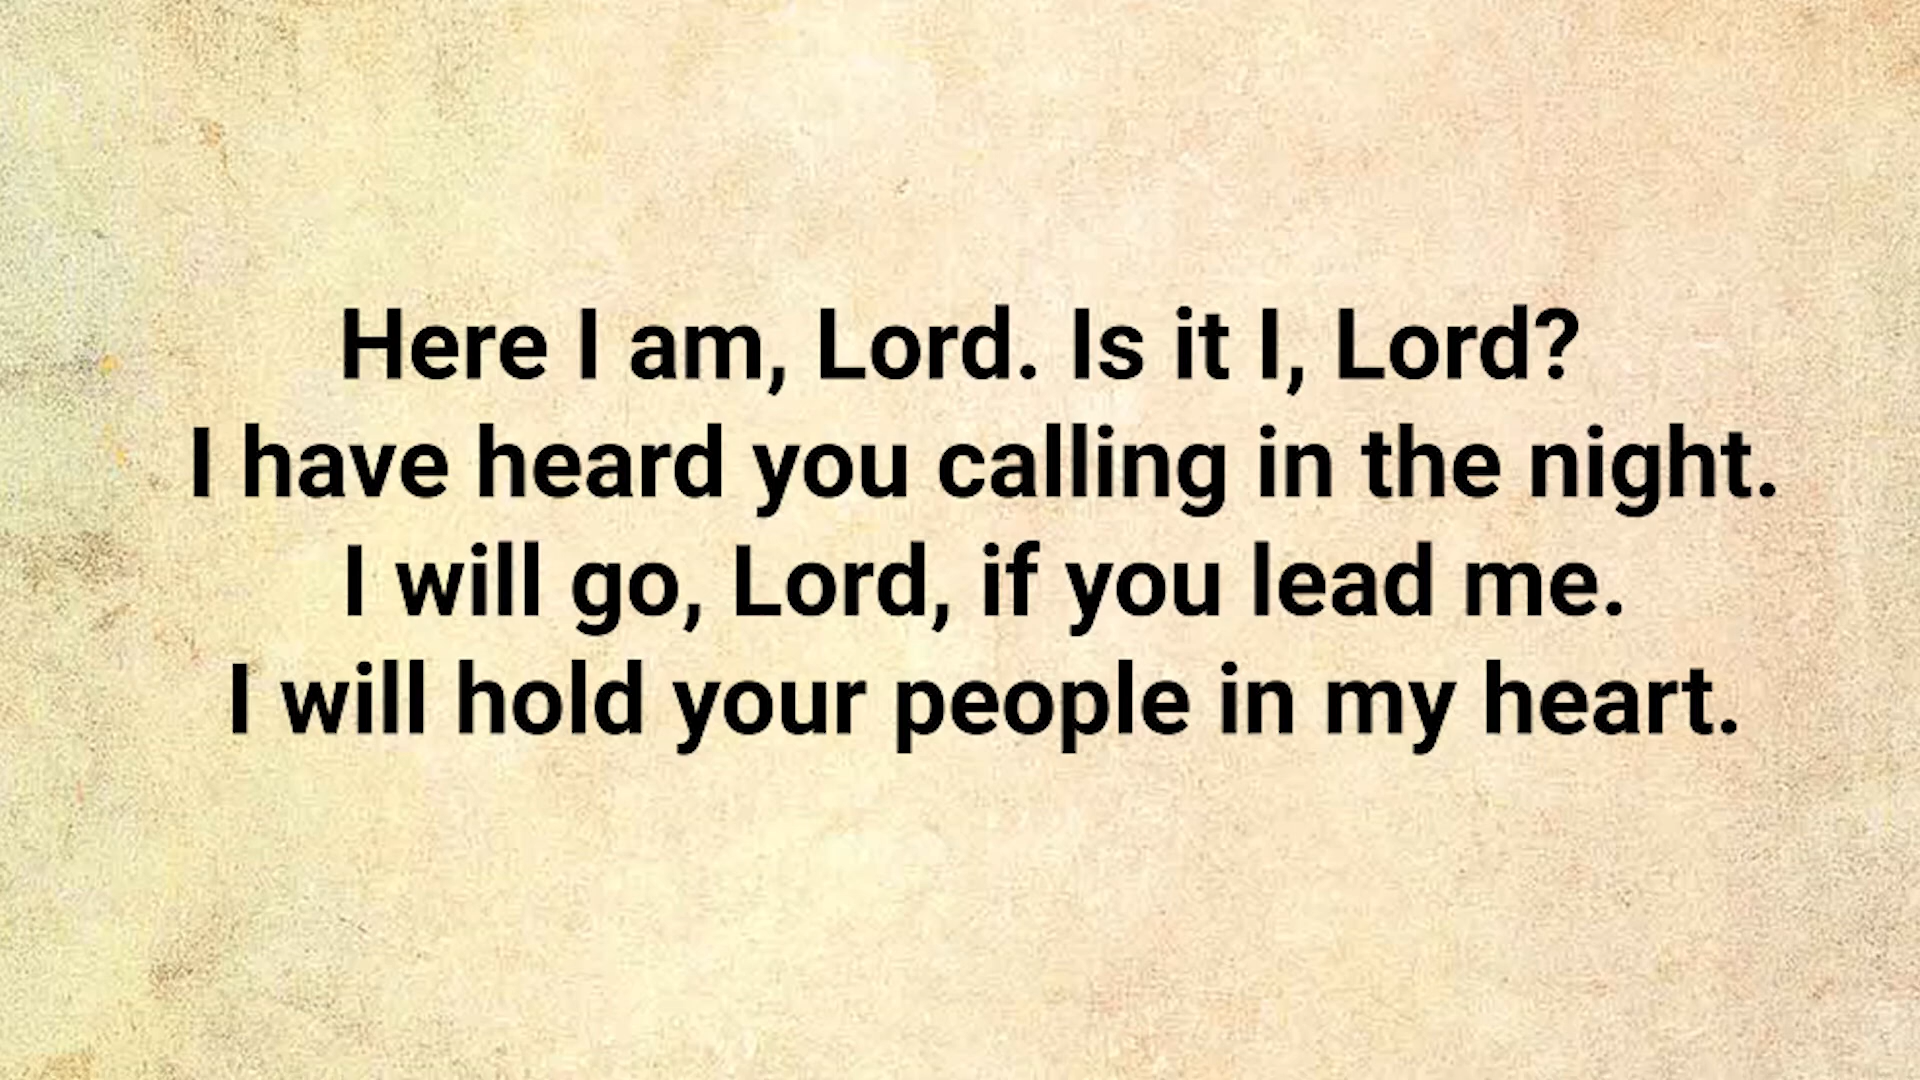 Here I am, Lord. Is it I, Lord?
I have heard you calling in the night.
I will go, Lord, if you lead me.
I will hold your people in my heart.